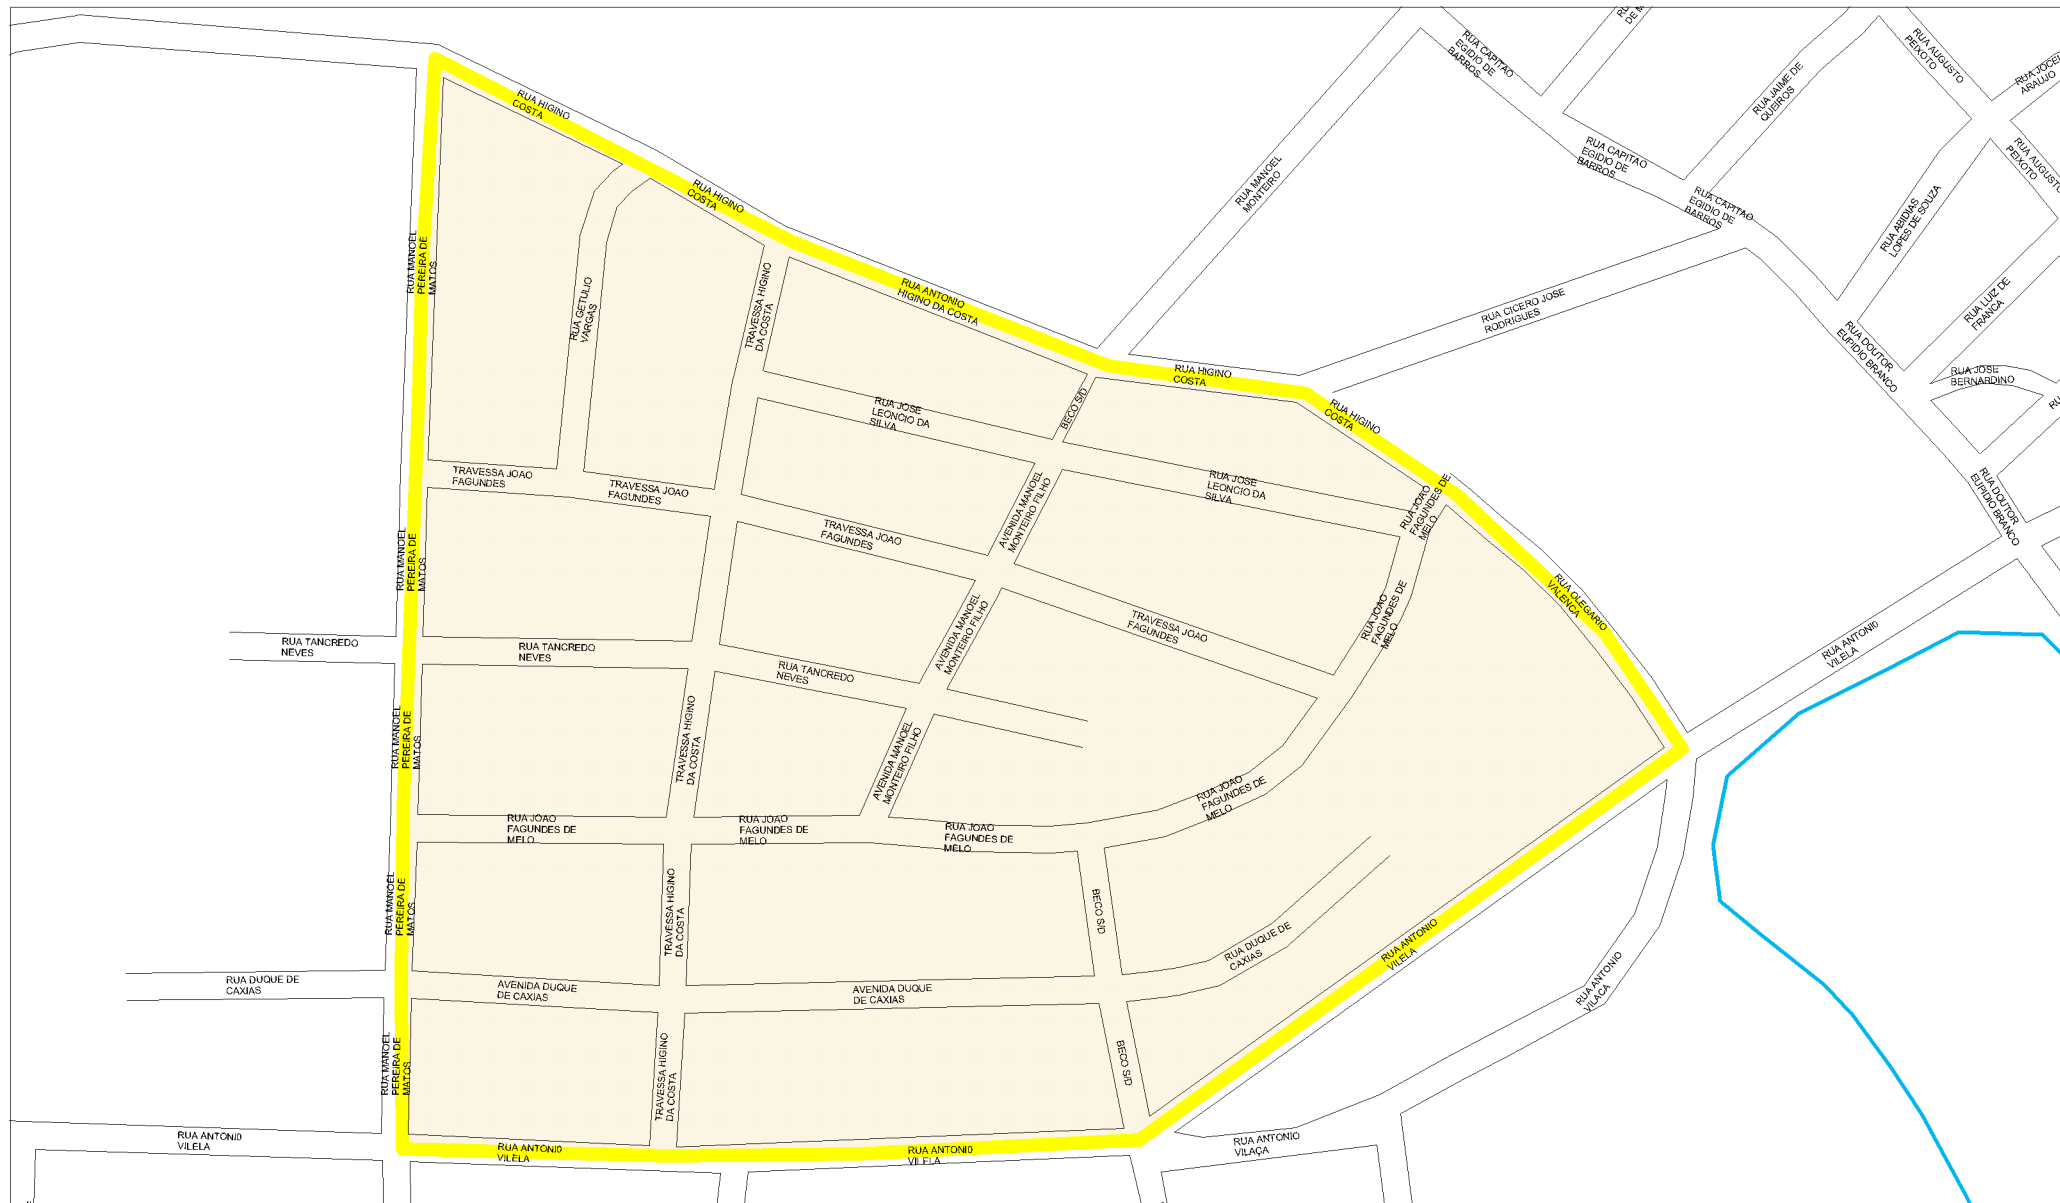 RUA CAPITAO
EGIDIO DE
BARROS
RUA AUGUSTO
PEIXOTO
ARAUJO
RUA JAIME DE
QUEIROS
RUA HIGINO
COSTA
RUA CAPITAO
EGIDIO DE
BARROS
RUA AUGUSTO
PEIXOTO
RUA MANOEL
MONTEIRO
RUA HIGINO
COSTA
RUA CAPITAO
EGIDIO DE
BARROS
RUA ABIDIAS
LOPES DE SOUZA
RUA MANOEL
PEREIRA DE
MATOS
RUA GETULIO
VARGAS
TRAVESSA HIGINO
DA COSTA
RUA ANTONIO
HIGINO DA COSTA
RUA CICERO JOSE
RODRIGUES
RUA LUIZ DE
FRANCA
RUA DOUTOR
EUPIDIO BRANCO
RUA HIGINO
COSTA
RUA JOSE
BERNARDINO
RUA JOSE
LEONCIO DA
SILVA
BECO S/D
RUA HIGINO
COSTA
TRAVESSA JOAO
FAGUNDES
TRAVESSA JOAO
FAGUNDES
RUA JOSE
LEONCIO DA
SILVA
RUA JOAO
FAGUNDES DE
MELO
RUA DOUTOR
EUPIDIO BRANCO
AVENIDA MANOEL
MONTEIRO FILHO
TRAVESSA JOAO
FAGUNDES
RUA MANOEL
PEREIRA DE
MATOS
RUA OLEGARIO
VALENCA
AVENIDA MANOEL
MONTEIRO FILHO
TRAVESSA JOAO
FAGUNDES
RUA JOAO
FAGUNDES DE
MELO
RUA ANTONIO
VILELA
RUA TANCREDO
NEVES
RUA TANCREDO
NEVES
RUA TANCREDO
NEVES
RUA MANOEL
PEREIRA DE
MATOS
TRAVESSA HIGINO
DA COSTA
AVENIDA MANOEL
MONTEIRO FILHO
RUA JOAO
FAGUNDES DE
MELO
RUA JOAO
FAGUNDES DE
MELO
RUA JOAO
FAGUNDES DE
MELO
RUA JOAO
FAGUNDES DE
MELO
RUA MANOEL
PEREIRA DE
MATOS
TRAVESSA HIGINO
DA COSTA
BECO S/D
RUA DUQUE DE
CAXIAS
RUA ANTONIO
VILELA
RUA DUQUE DE
CAXIAS
AVENIDA DUQUE
DE CAXIAS
AVENIDA DUQUE
DE CAXIAS
RUA ANTONIO
VILACA
RUA MANOEL
PEREIRA DE
MATOS
TRAVESSA HIGINO
DA COSTA
BECO S/D
RUA ANTONIO
VILELA
RUA ANTONIO
VILELA
RUA ANTONIO
VILELA
RUA ANTONIO
VILAÇA